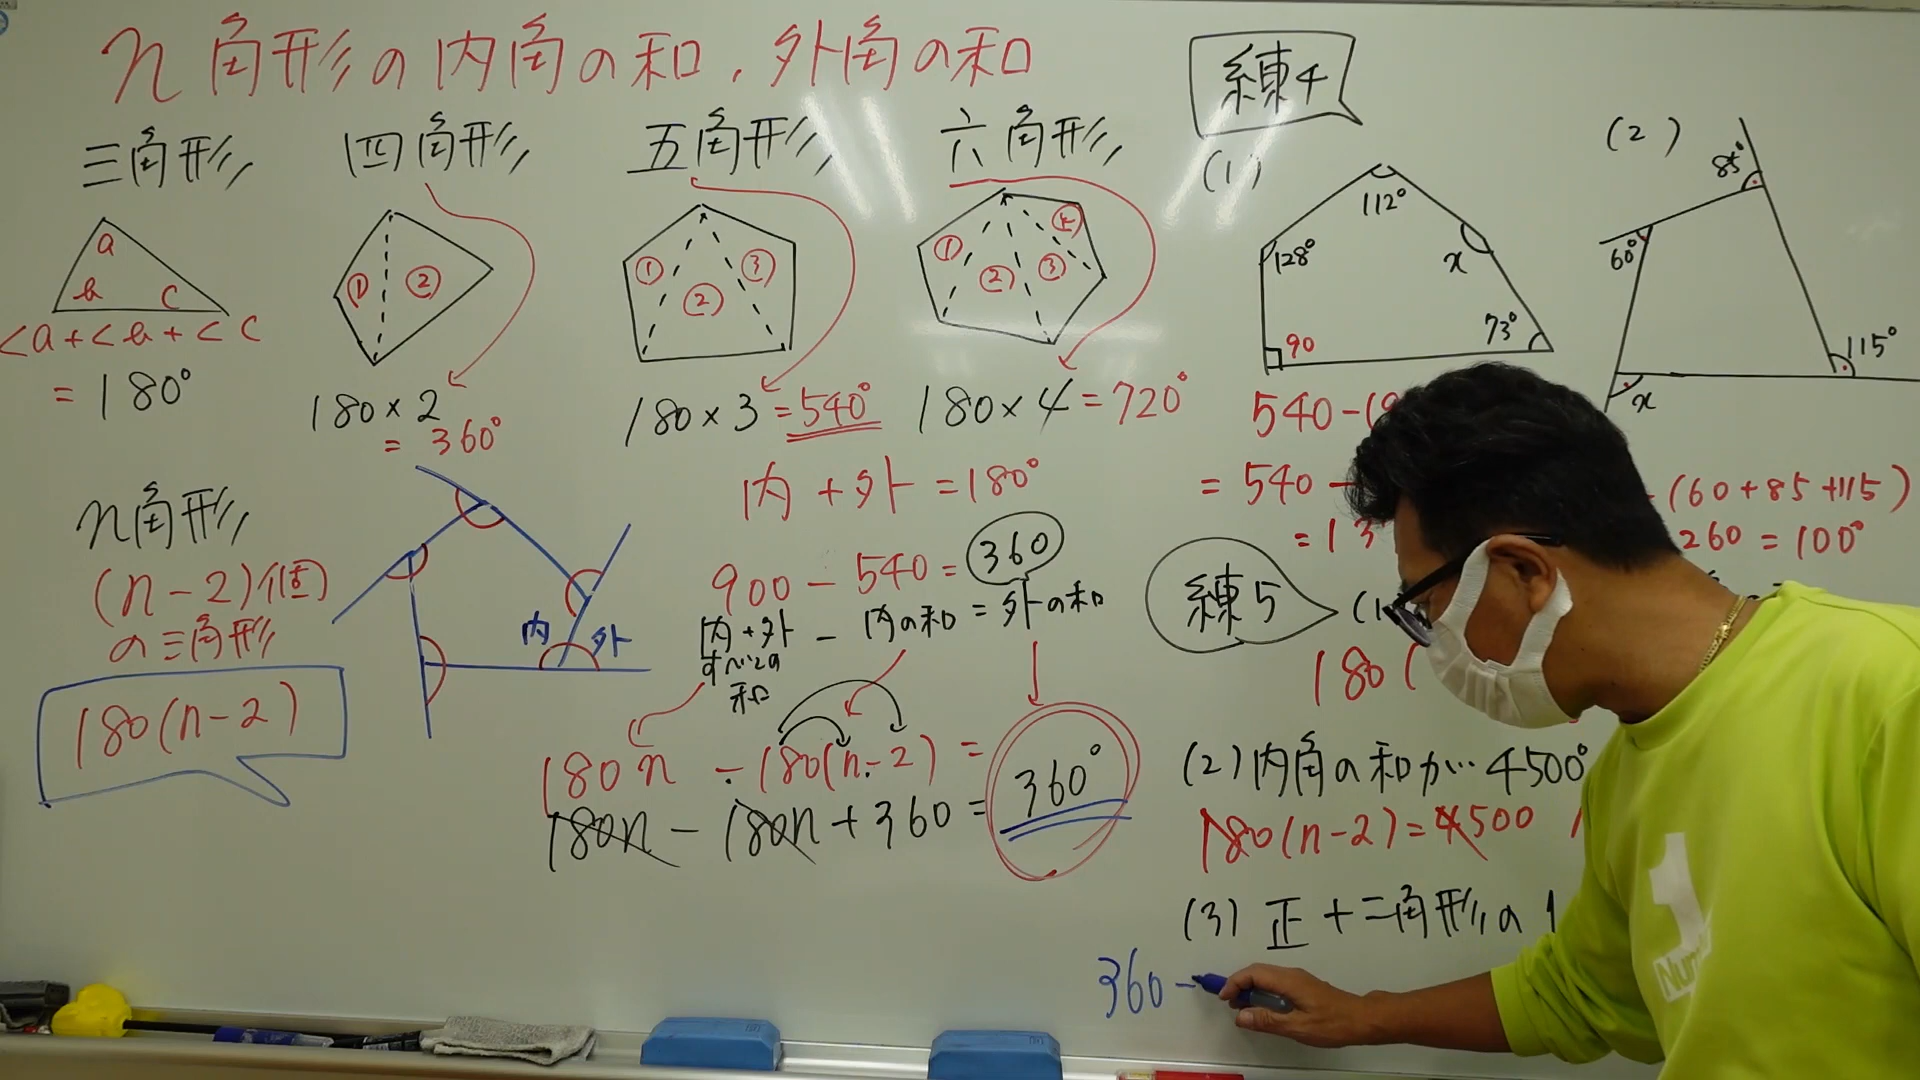 n角形の内角の和,外角の和
三角形
四角形
五角形
六角形
a
b
c
① ②
① ② ③
① ② ③ ④
∠a+∠b+∠c
= 180°
180×2
= 360°
180×3 = 540°
180×4 = 720°
n角形
(n-2)個
の三角形
180(n-2)
内 外
内+外=180°
900-540=360
内+外 - 内の和 = 外の和
すべての
和
180n - 180(n-2) =
180n - 180n + 360 = 360°
練4
(1)
112°
128°
x
90
73°
540-(9
= 540-
= 13
(2)
85°
60°
115°
x
(60+85+115)
260 = 100°
練5
(1
180(
(2)内角の和が…4500°
180(n-2)=4500
(3)正十二角形の1
360-
Num